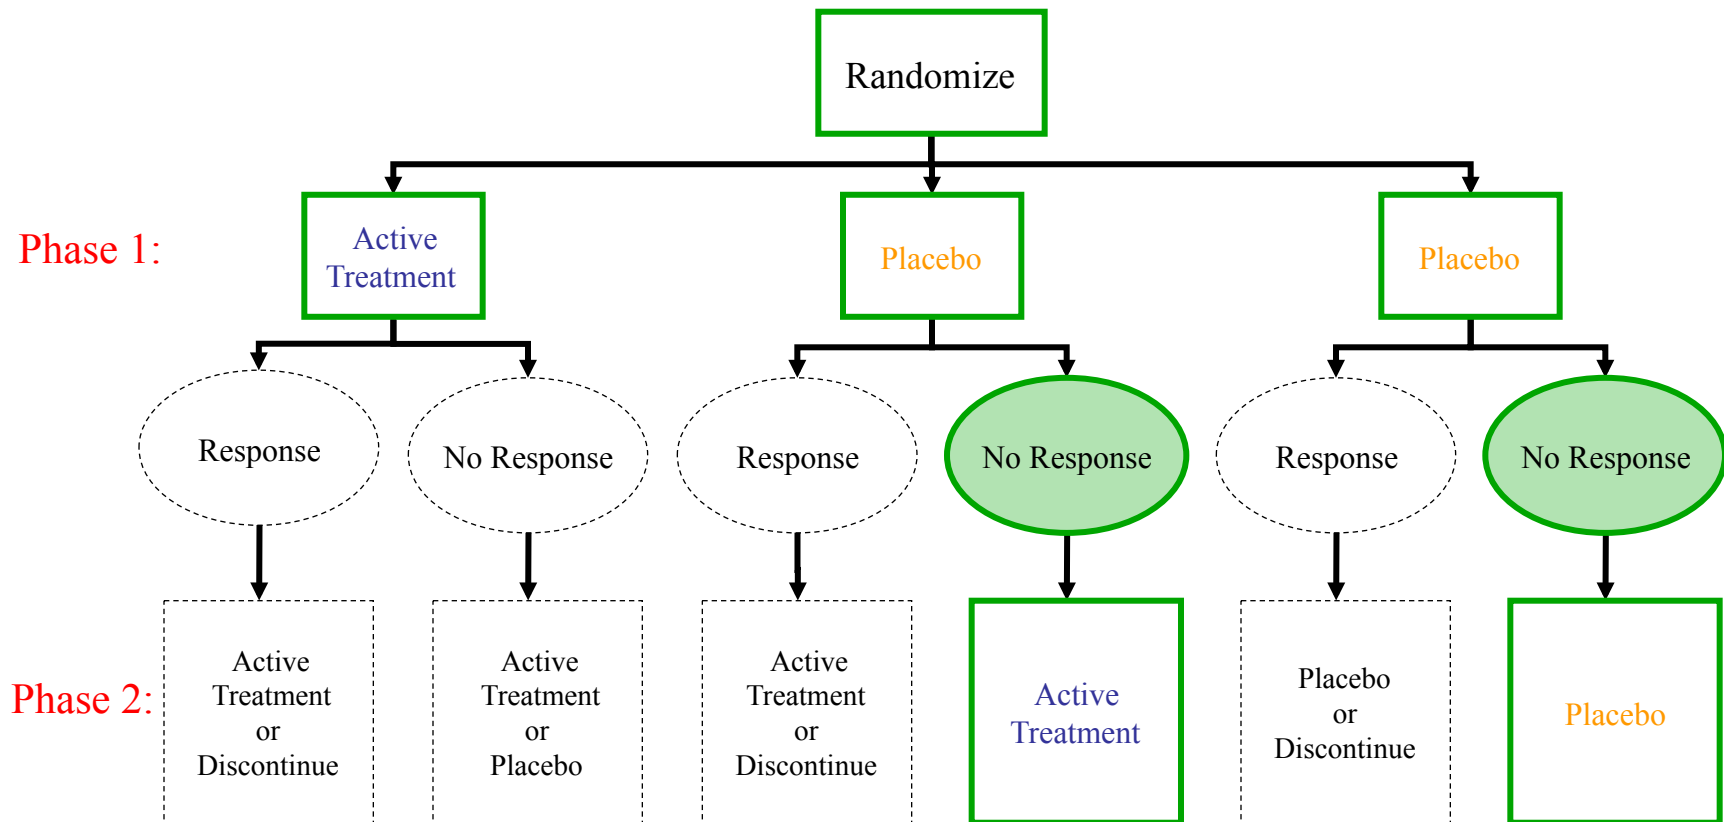 Randomize
Phase 1:
Active
Treatment
Placebo
Placebo
Response
No Response
Response
No Response
Response
No Response
Phase 2:
Active
Treatment
or
Discontinue
Active
Treatment
or
Placebo
Active
Treatment
or
Discontinue
Active
Treatment
Placebo
or
Discontinue
Placebo